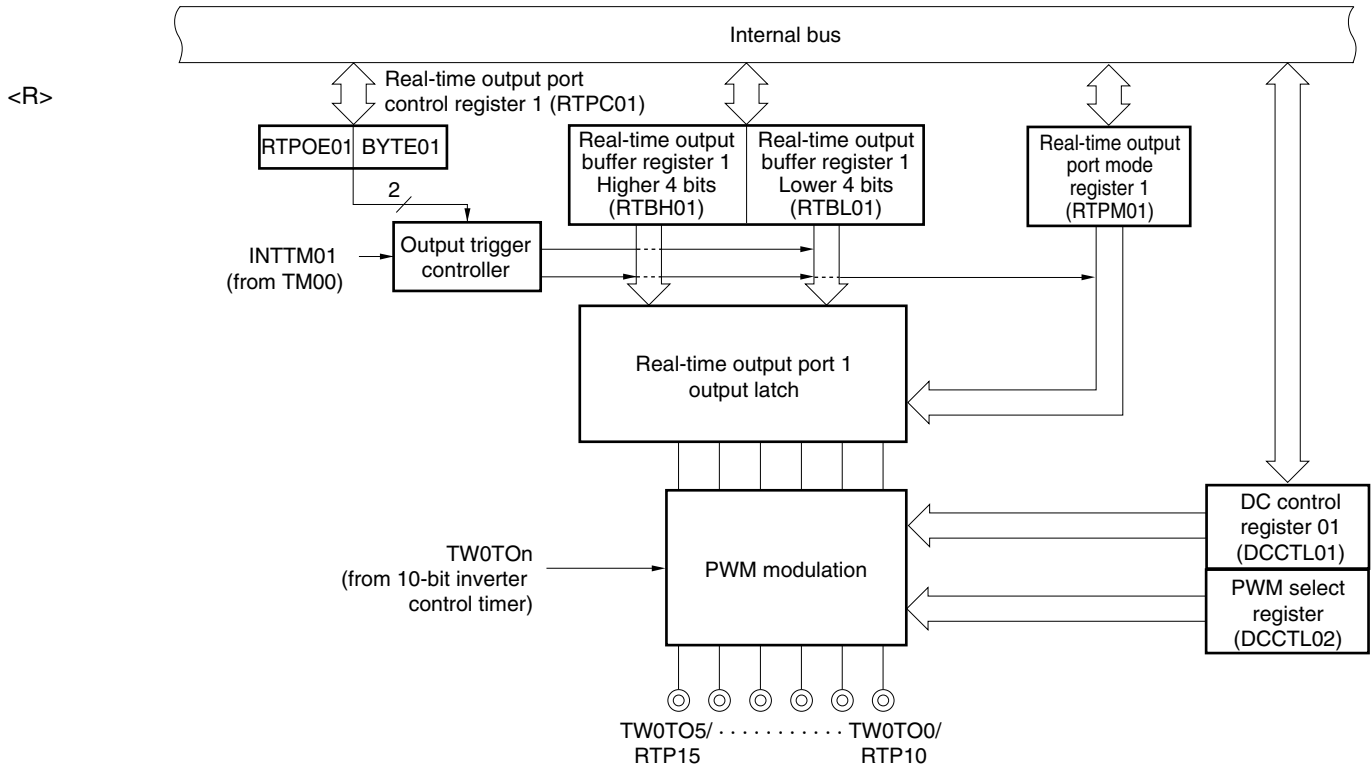 Internal bus
<R>
Real-time output port
control register 1 (RTPC01)
RTPOE01 BYTE01
Real-time output
buffer register 1
Higher 4 bits
(RTBH01)
Real-time output
buffer register 1
Lower 4 bits
(RTBL01)
Real-time output
port mode
register 1
(RTPM01)
2
INTTM01
(from TM00)
Output trigger
controller
Real-time output port 1
output latch
DC control
register 01
(DCCTL01)
TW0TOn
(from 10-bit inverter
control timer)
PWM modulation
PWM select
register
(DCCTL02)
TW0TO5/ · · · · · · · · · · · TW0TO0/
RTP15 RTP10